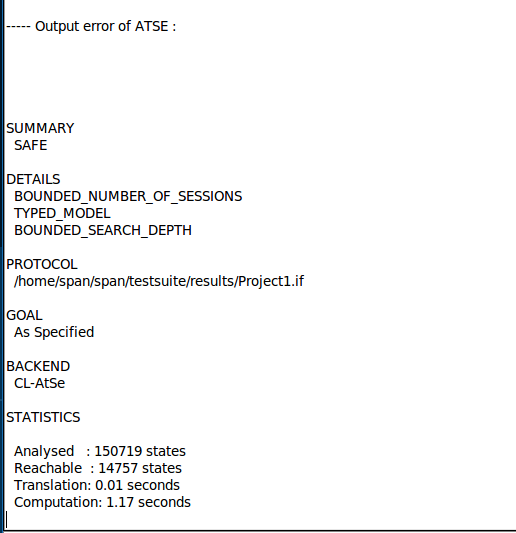 ----- Output error of ATSE :
SUMMARY
SAFE
DETAILS
BOUNDED_NUMBER_OF_SESSIONS
TYPED_MODEL
BOUNDED_SEARCH_DEPTH
PROTOCOL
/home/span/span/testsuite/results/Project1.if
GOAL
As Specified
BACKEND
CL-AtSe
STATISTICS
Analysed : 150719 states
Reachable : 14757 states
Translation: 0.01 seconds
Computation: 1.17 seconds